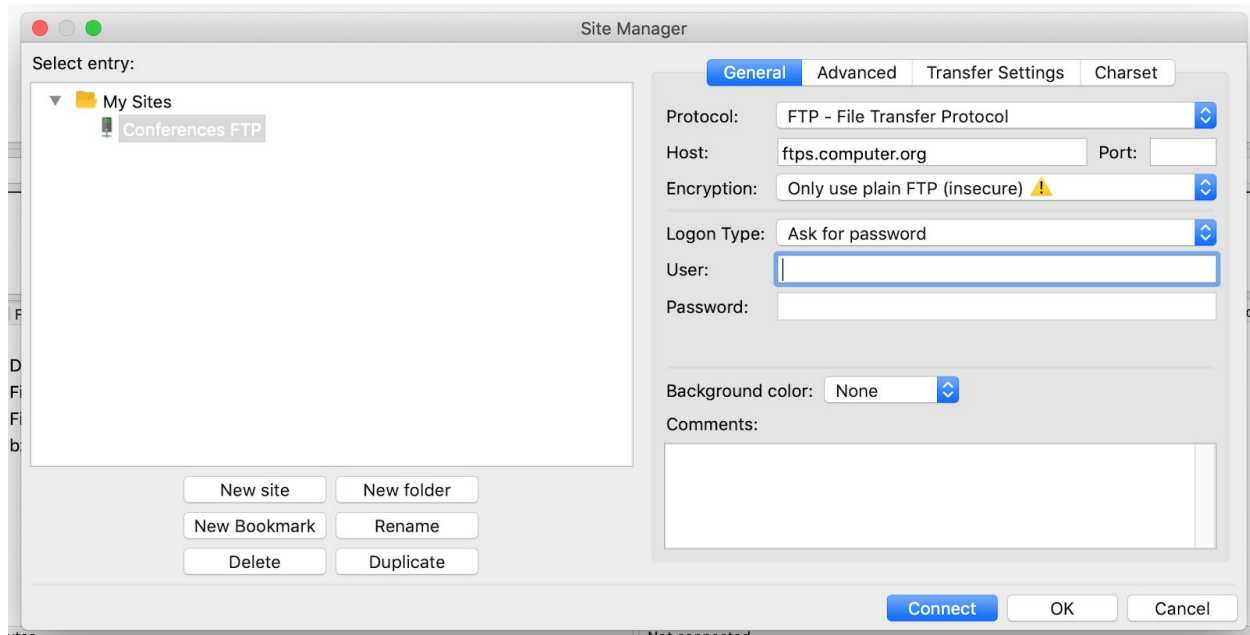 Site Manager
Select entry:
My Sites
Conferences FTP
New site New folder
New Bookmark Rename
Delete Duplicate
General Advanced Transfer Settings Charset
Protocol: FTP - File Transfer Protocol
Host: ftps.computer.org Port:
Encryption: Only use plain FTP (insecure)
Logon Type: Ask for password
User:
Password:
Background color: None
Comments:
Connect OK Cancel